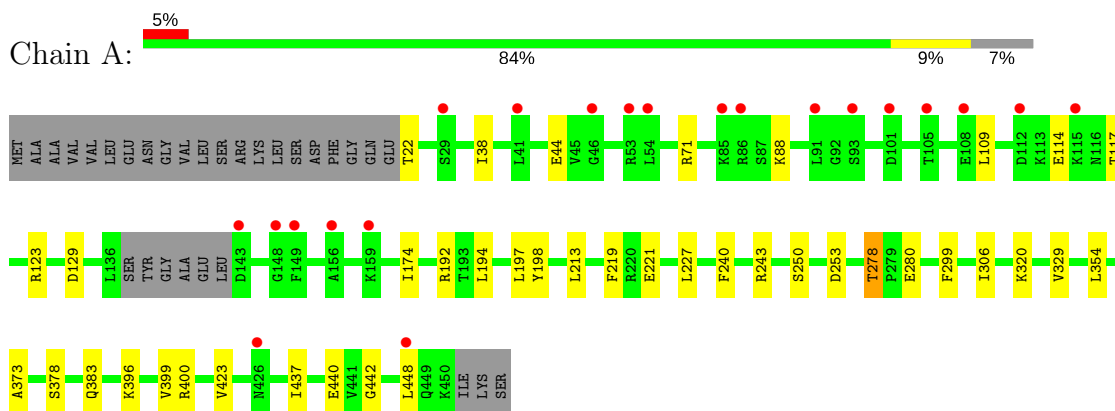 5%
Chain A:
84% 9% 7%
MET ALA ALA VAL VAL LEU GLU ASN GLY VAL LEU SER ARG LYS LEU SER ASP PHE GLY GLN GLU T22 S29 I38 L41 E44 V45 G46 R53 L54 R71 K85 R86 S87 K88 L91 G92 S93 D101 T105 E108 L109 D112 K113 E114 K115 N116 T117
R123 D129 L136 SER TYR GLY ALA GLU LEU D143 G148 F149 A156 K159 I174 R192 T193 L194 L197 Y198 L213 F219 R220 E221 L227 F240 R243 S250 D253 T278 P279 E280 F299 I306 K320 V329 L354
A373 S378 Q383 K396 V399 R400 V423 N426 I437 E440 V441 G442 L448 Q449 K450 ILE LYS SER